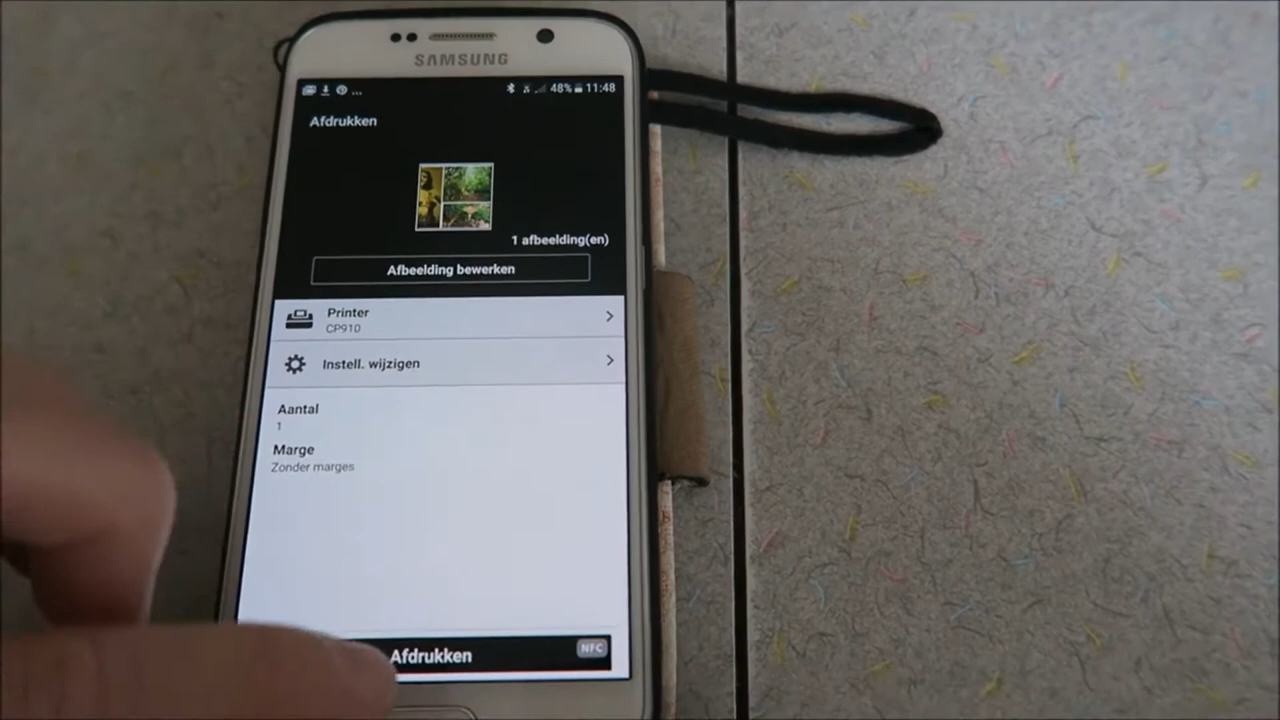 SAMSUNG
... 48% 11:48
Afdrukken
1 afbeelding(en)
Afbeelding bewerken
Printer
CP910
Instell. wijzigen
Aantal
1
Marge
Zonder marges
Afdrukken
NFC